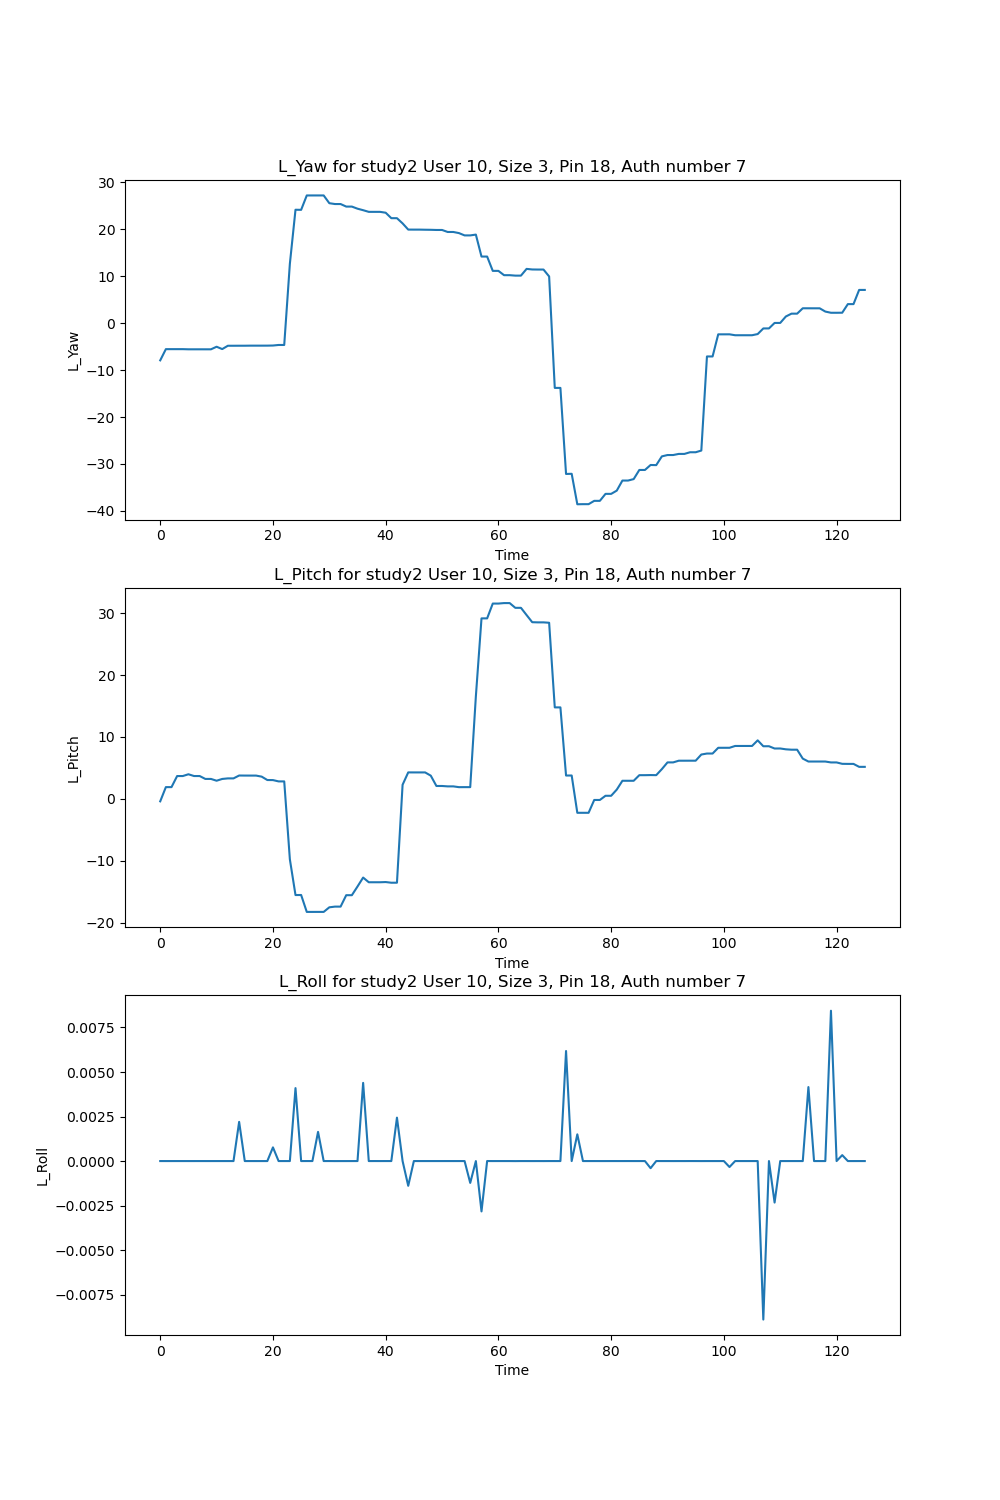 L_Yaw for study2 User 10, Size 3, Pin 18, Auth number 7
30
20
10
0
−10
−20
−30
−40
L_Yaw
0 20 40 60 80 100 120
Time
L_Pitch for study2 User 10, Size 3, Pin 18, Auth number 7
30
20
10
0
−10
−20
L_Pitch
0 20 40 60 80 100 120
Time
L_Roll for study2 User 10, Size 3, Pin 18, Auth number 7
0.0075
0.0050
0.0025
0.0000
−0.0025
−0.0050
−0.0075
L_Roll
0 20 40 60 80 100 120
Time